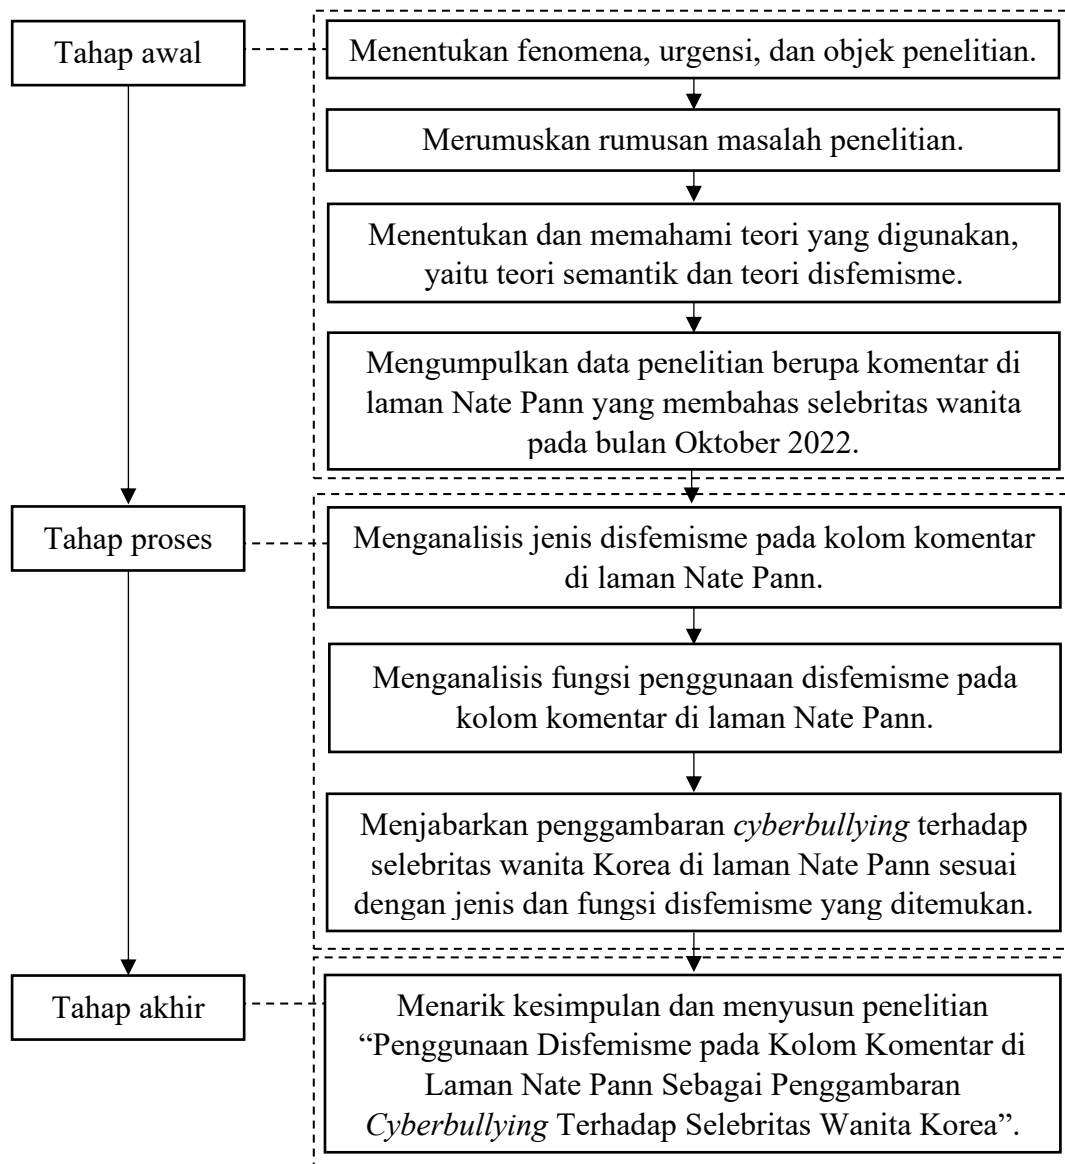 Tahap awal
Menentukan fenomena, urgensi, dan objek penelitian.
Merumuskan rumusan masalah penelitian.
Menentukan dan memahami teori yang digunakan,
yaitu teori semantik dan teori disfemisme.
Mengumpulkan data penelitian berupa komentar di
laman Nate Pann yang membahas selebritas wanita
pada bulan Oktober 2022.
Tahap proses
Menganalisis jenis disfemisme pada kolom komentar
di laman Nate Pann.
Menganalisis fungsi penggunaan disfemisme pada
kolom komentar di laman Nate Pann.
Menjabarkan penggambaran cyberbullying terhadap
selebritas wanita Korea di laman Nate Pann sesuai
dengan jenis dan fungsi disfemisme yang ditemukan.
Tahap akhir
Menarik kesimpulan dan menyusun penelitian
“Penggunaan Disfemisme pada Kolom Komentar di
Laman Nate Pann Sebagai Penggambaran
Cyberbullying Terhadap Selebritas Wanita Korea”.